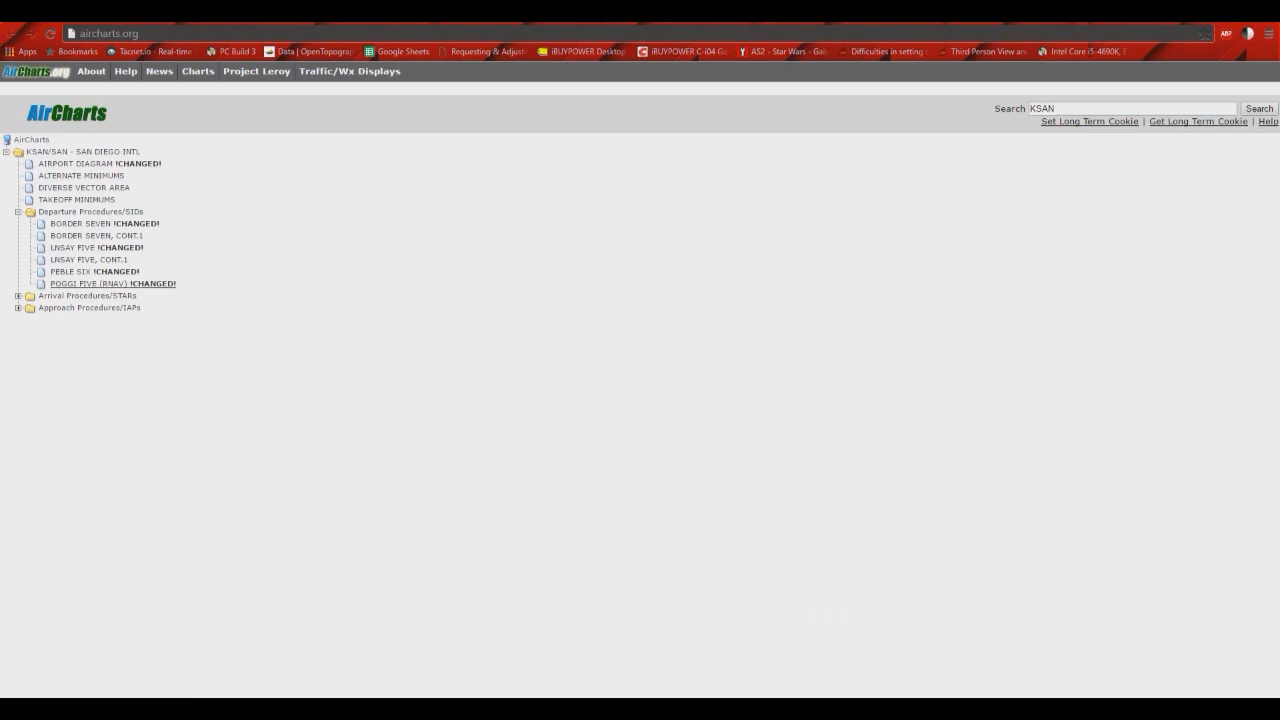 aircharts.org
Apps Bookmarks Tacnet.io - Real-time PC Build 3 Data | OpenTopograp Google Sheets Requesting & Adjust iBUYPOWER Desktop iBUYPOWER C-i04 Ga AS2 - Star Wars - Gal Difficulties in setting Third Person View an Intel Core i5-4690K,
ABP
AirCharts.org About Help News Charts Project Leroy Traffic/Wx Displays
AirCharts
Search KSAN Search
Set Long Term Cookie | Get Long Term Cookie | Help
AirCharts
KSAN/SAN - SAN DIEGO INTL
AIRPORT DIAGRAM !CHANGED!
ALTERNATE MINIMUMS
DIVERSE VECTOR AREA
TAKEOFF MINIMUMS
Departure Procedures/SIDs
BORDER SEVEN !CHANGED!
BORDER SEVEN, CONT.1
LNSAY FIVE !CHANGED!
LNSAY FIVE, CONT.1
PEBLE SIX !CHANGED!
POGGI FIVE (RNAV) !CHANGED!
Arrival Procedures/STARs
Approach Procedures/IAPs